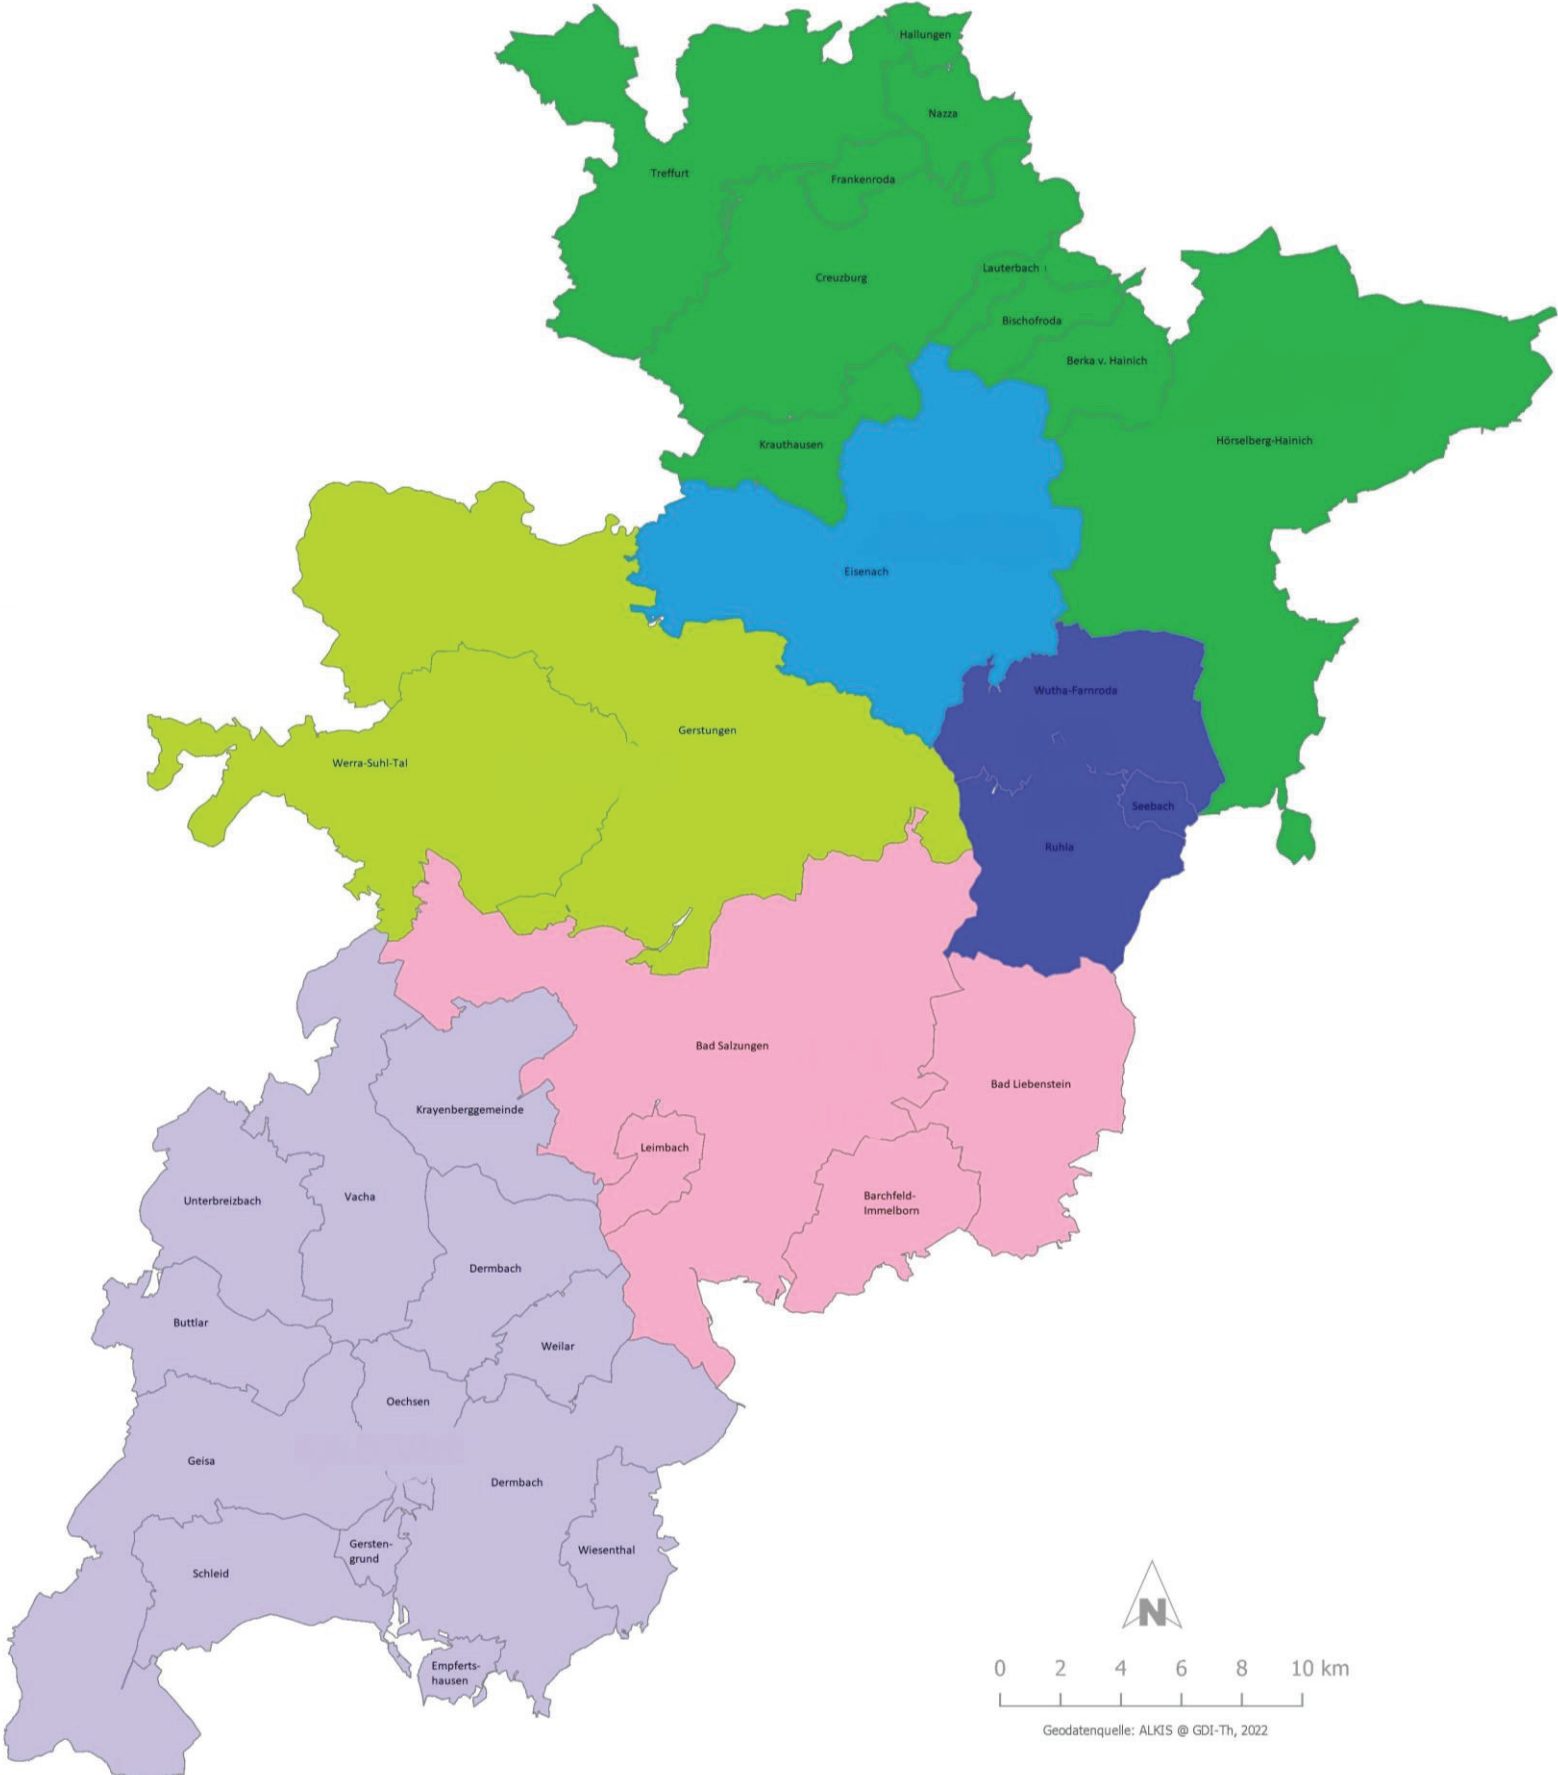 Hallungen
Nazza
Treffurt
Frankenroda
Creuzburg
Lauterbach
Bischofroda
Berka v. Hainich
Hörselberg-Hainich
Krauthausen
Eisenach
Wutha-Farnroda
Gerstungen
Werra-Suhl-Tal
Seebach
Ruhla
Bad Salzungen
Bad Liebenstein
Krayenberggemeinde
Leimbach
Barchfeld-
Immelborn
Unterbreizbach
Vacha
Dermbach
Buttlar
Weilar
Oechsen
Geisa
Dermbach
Gersten-
grund
Wiesenthal
Schleid
Empferts-
hausen
N
0 2 4 6 8 10 km
Geodatenquelle: ALKIS @ GDI-Th, 2022